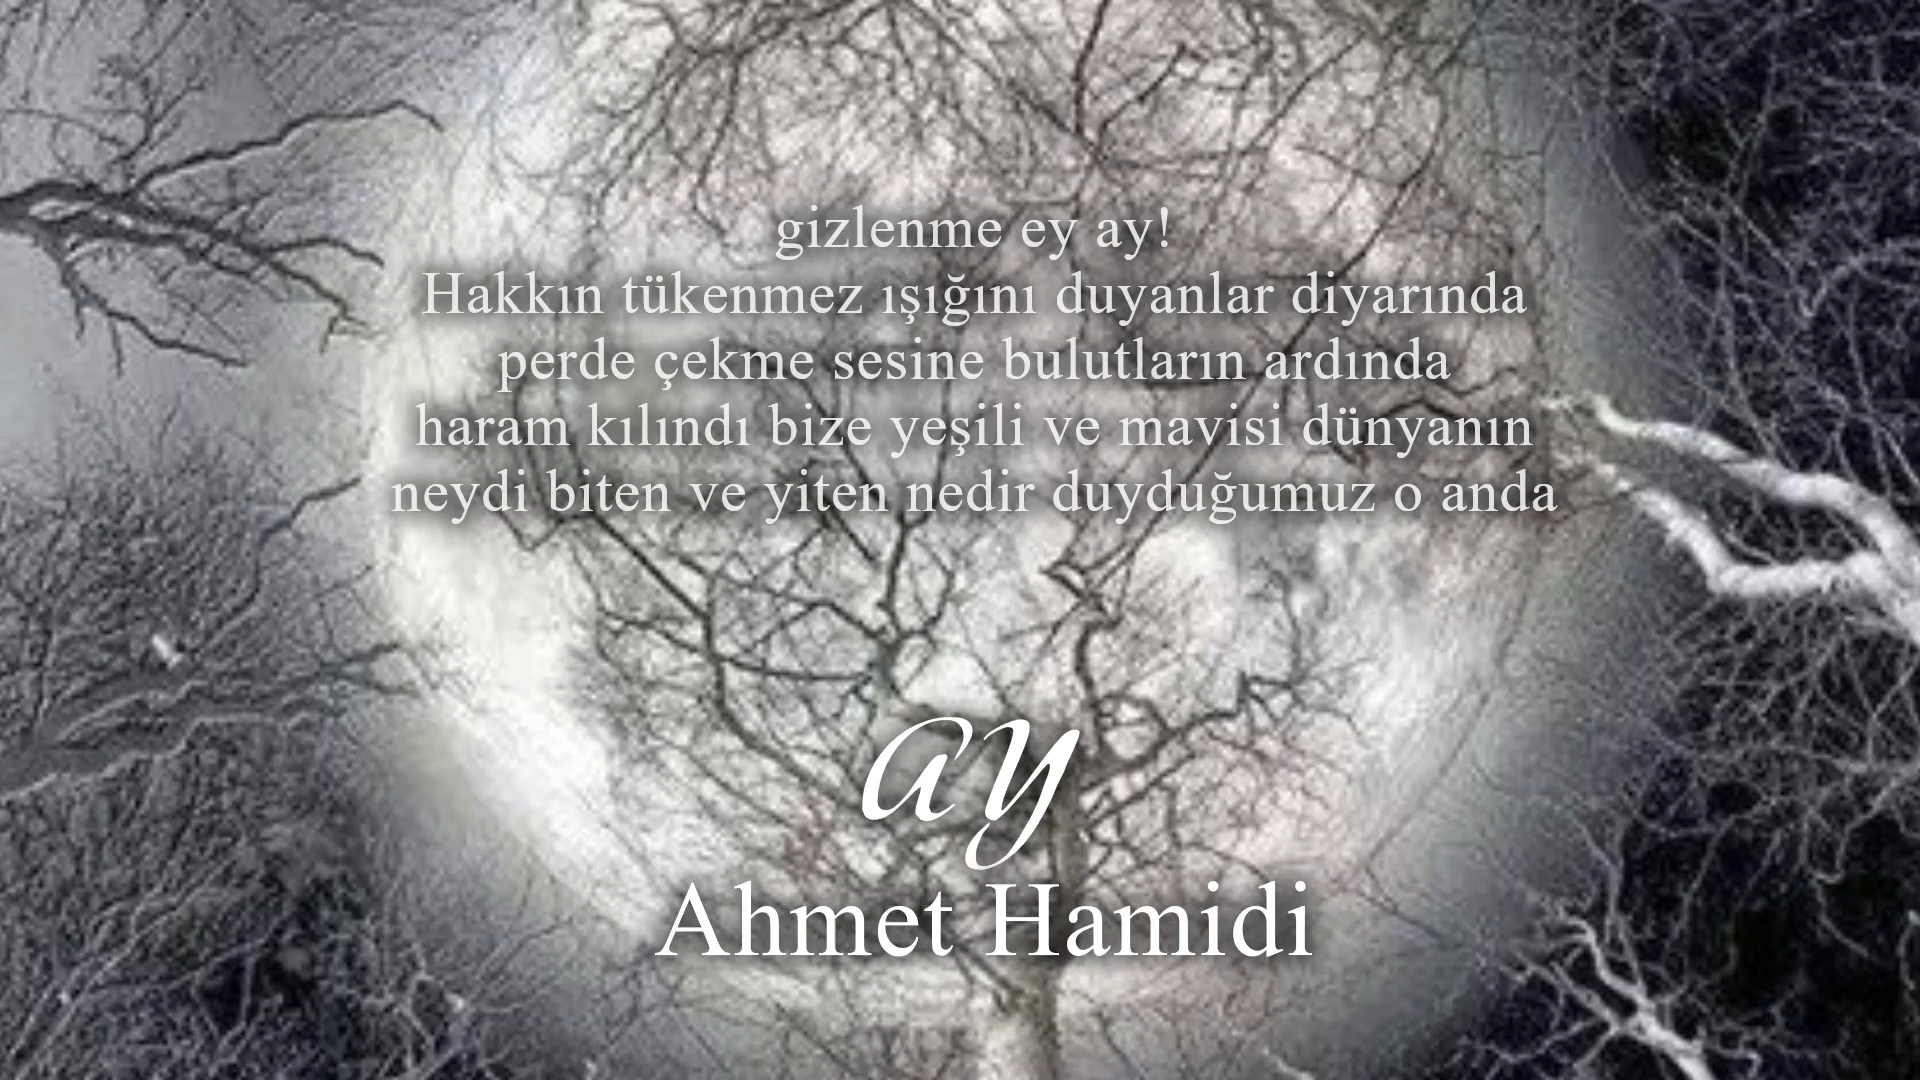 gizlenme ey ay!
Hakkın tükenmez ışığını duyanlar diyarında
perde çekme sesine bulutların ardında
haram kılındı bize yeşili ve mavisi dünyanın
neydi biten ve yiten nedir duyduğumuz o anda
ay
Ahmet Hamidi